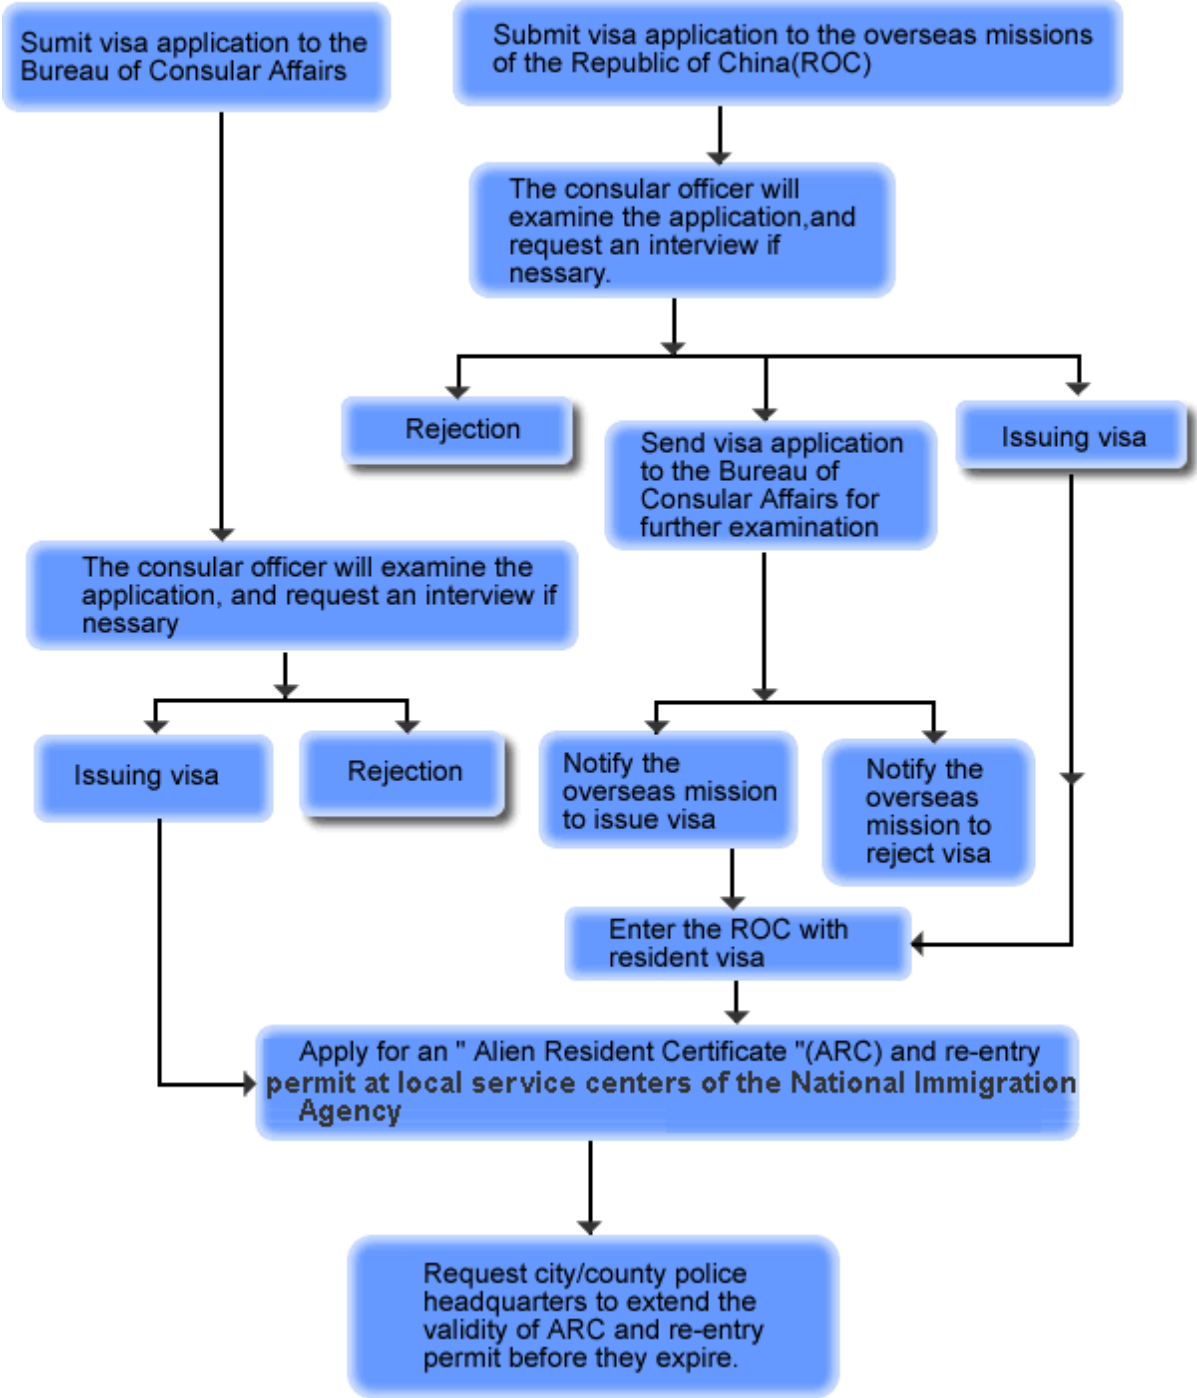 Sumit visa application to the
Bureau of Consular Affairs
Submit visa application to the overseas missions
of the Republic of China(ROC)
The consular officer will
examine the application,and
request an interview if
nessary.
Rejection
Send visa application
to the Bureau of
Consular Affairs for
further examination
Issuing visa
The consular officer will examine the
application, and request an interview if
nessary
Issuing visa
Rejection
Notify the
overseas mission
to issue visa
Notify the
overseas
mission to
reject visa
Enter the ROC with
resident visa
Apply for an " Alien Resident Certificate "(ARC) and re-entry
permit at local service centers of the National Immigration
Agency
Request city/county police
headquarters to extend the
validity of ARC and re-entry
permit before they expire.